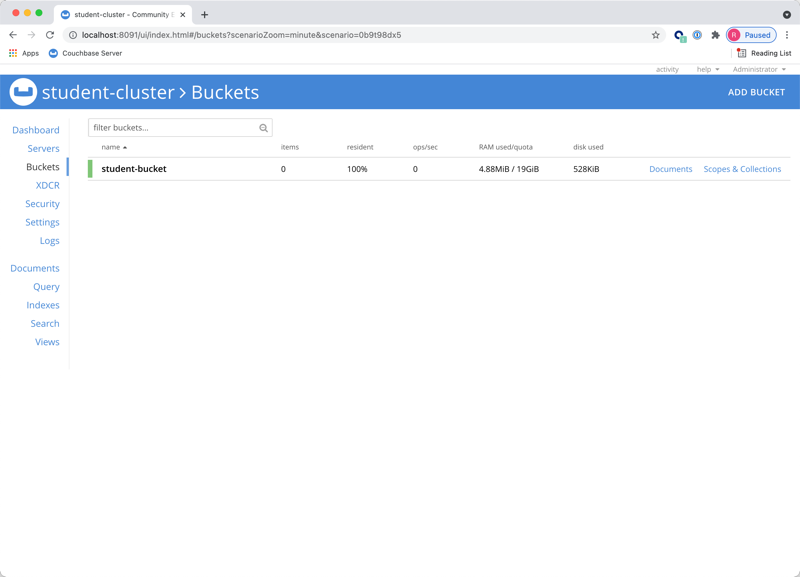 student-cluster - Community
localhost:8091/ui/index.html#/buckets?scenarioZoom=minute&scenario=0b9t98dx5
R Paused
Apps Couchbase Server Reading List
activity help Administrator
student-cluster > Buckets ADD BUCKET
Dashboard
Servers
Buckets
XDCR
Security
Settings
Logs
Documents
Query
Indexes
Search
Views
filter buckets...
name items resident ops/sec RAM used/quota disk used
student-bucket 0 100% 0 4.88MiB / 19GiB 528KiB Documents Scopes & Collections